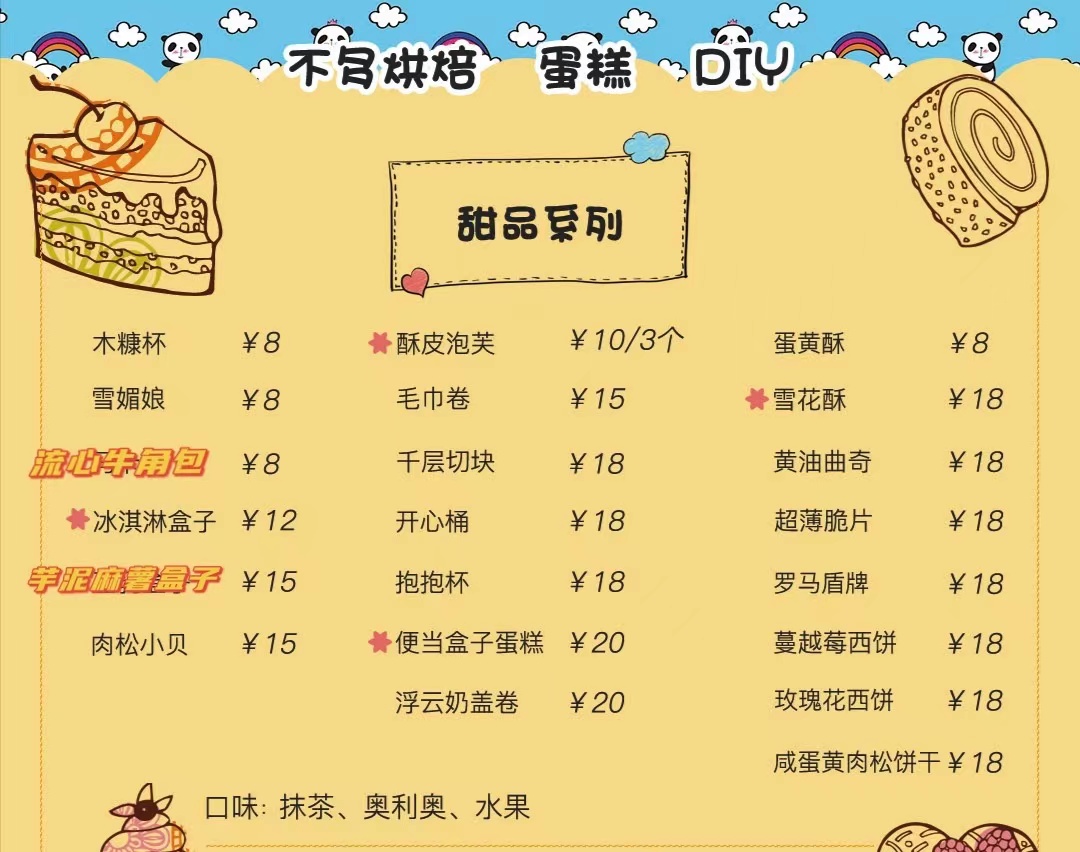 不多烘焙 蛋糕 DIY
甜品系列
木糠杯 ￥8
雪媚娘 ￥8
流心牛角包 ￥8
冰淇淋盒子 ￥12
芋泥麻薯盒子 ￥15
肉松小贝 ￥15
酥皮泡芙 ￥10/3个
毛巾卷 ￥15
千层切块 ￥18
开心桶 ￥18
抱抱杯 ￥18
便当盒子蛋糕 ￥20
浮云奶盖卷 ￥20
蛋黄酥 ￥8
雪花酥 ￥18
黄油曲奇 ￥18
超薄脆片 ￥18
罗马盾牌 ￥18
蔓越莓西饼 ￥18
玫瑰花西饼 ￥18
咸蛋黄肉松饼干 ￥18
口味: 抹茶、奥利奥、水果